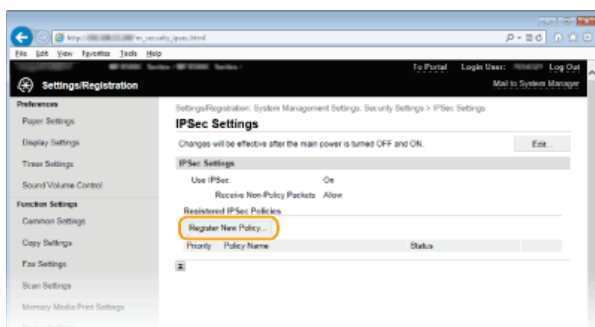 File Edit View Favorites Tools Help
To Portal Login User: Log Out
Settings/Registration
Mail to System Manager
Preferences
Paper Settings
Display Settings
Timer Settings
Sound Volume Control
Function Settings
Common Settings
Copy Settings
Fax Settings
Scan Settings
Memory Media Print Settings
Settings/Registration: System Management Settings: Security Settings > IPSec Settings
IPSec Settings
Changes will be effective after the main power is turned OFF and ON.
Edit...
IPSec Settings
Use IPSec: On
Receive Non-Policy Packets Allow
Registered IPSec Policies
Register New Policy...
Priority Policy Name Status